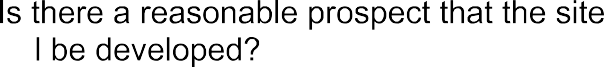 Is there a reasonable prospect that the site
l be developed?